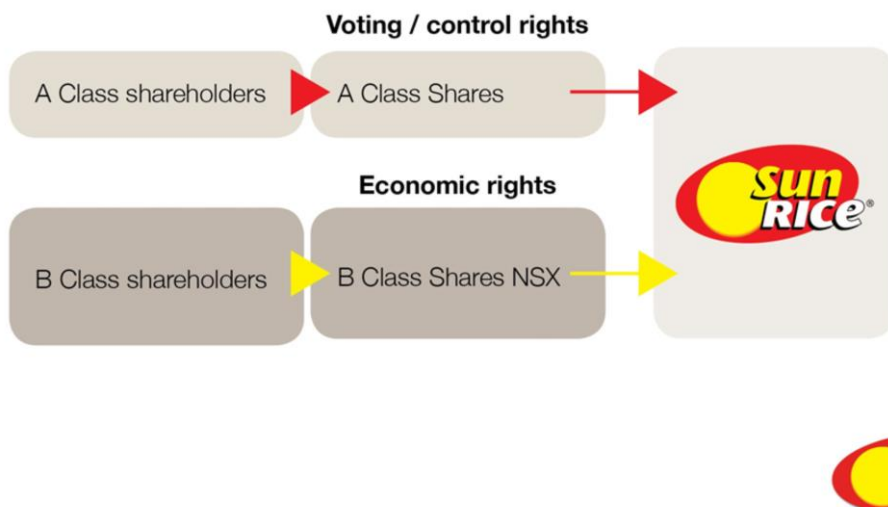 Voting / control rights
A Class shareholders
A Class Shares
Economic rights
B Class shareholders
B Class Shares NSX
sun
RICe®